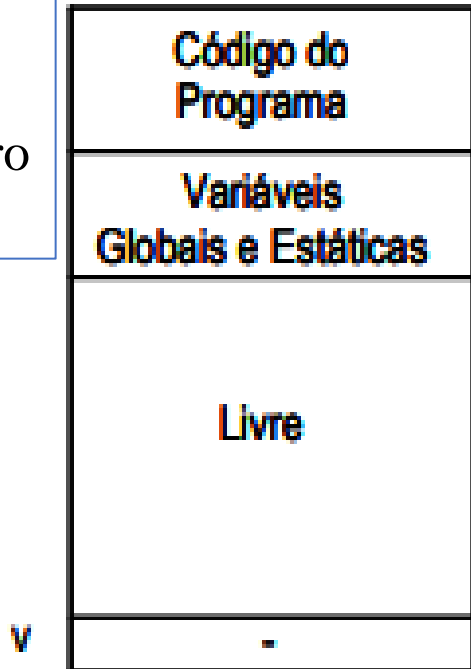 Código do
Programa
ro
Variáveis
Globais e Estáticas
Livre
v -